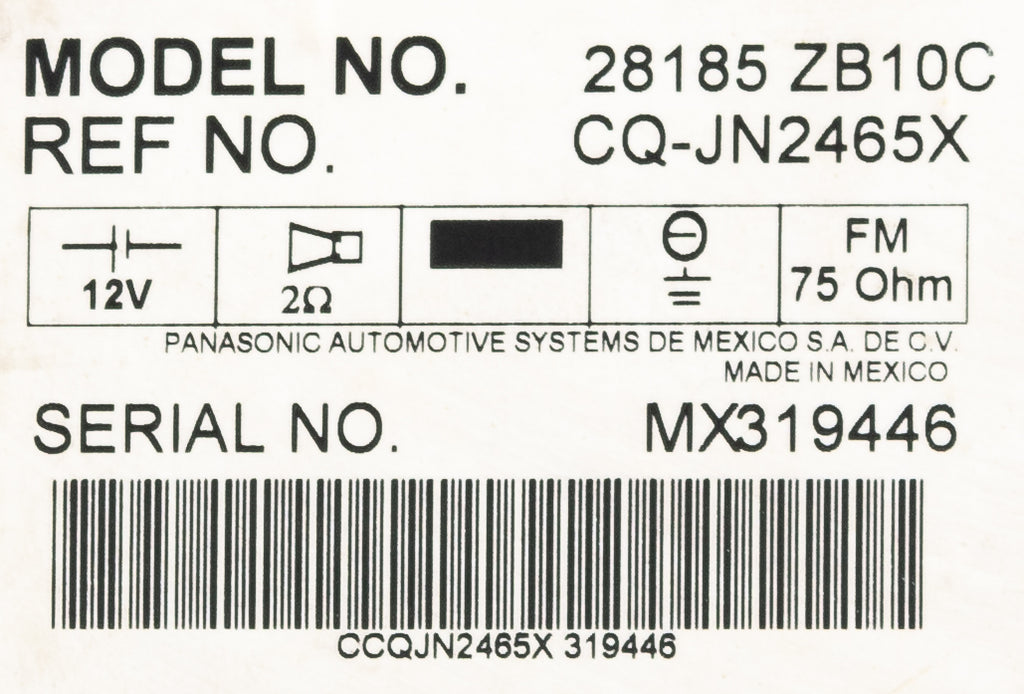 MODEL NO. 28185 ZB10C
REF NO. CQ-JN2465X
12V 2Ω FM 75 Ohm
PANASONIC AUTOMOTIVE SYSTEMS DE MEXICO S.A. DE C.V.
MADE IN MEXICO
SERIAL NO. MX319446
CCQJN2465X 319446